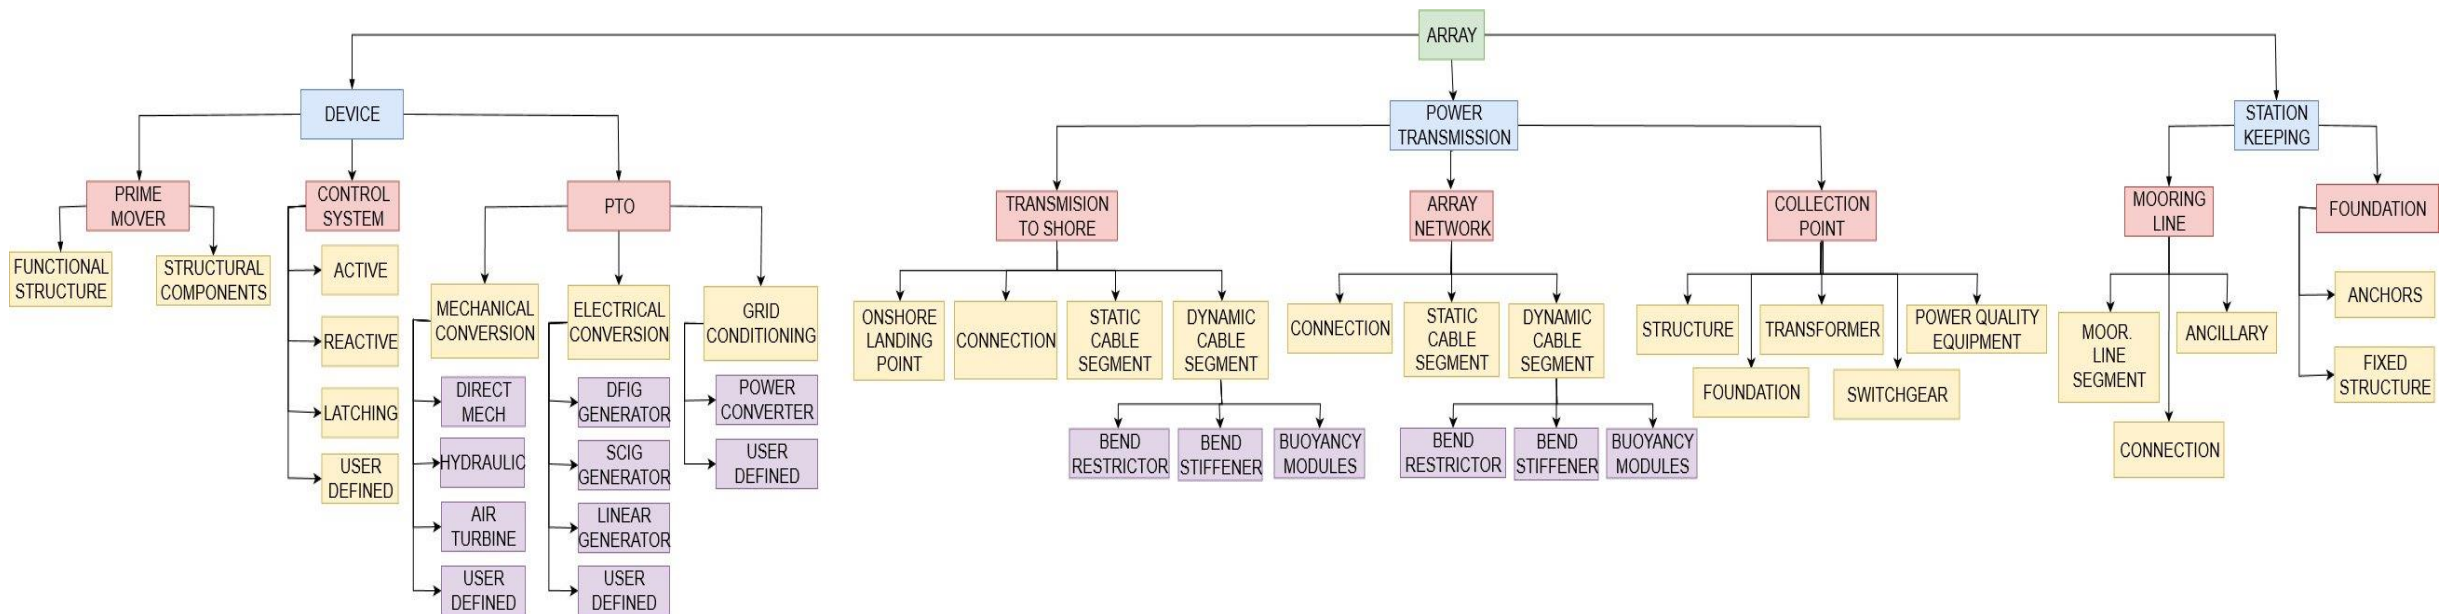 ARRAY
DEVICE
POWER
TRANSMISSION
STATION
KEEPING
PRIME
MOVER
CONTROL
SYSTEM
PTO
TRANSMISION
TO SHORE
ARRAY
NETWORK
COLLECTION
POINT
MOORING
LINE
FOUNDATION
FUNCTIONAL
STRUCTURE
STRUCTURAL
COMPONENTS
ACTIVE
REACTIVE
LATCHING
USER
DEFINED
MECHANICAL
CONVERSION
ELECTRICAL
CONVERSION
GRID
CONDITIONING
DIRECT
MECH
HYDRAULIC
AIR
TURBINE
USER
DEFINED
DFIG
GENERATOR
SCIG
GENERATOR
LINEAR
GENERATOR
USER
DEFINED
POWER
CONVERTER
USER
DEFINED
ONSHORE
LANDING
POINT
CONNECTION
STATIC
CABLE
SEGMENT
DYNAMIC
CABLE
SEGMENT
BEND
RESTRICTOR
BEND
STIFFENER
BUOYANCY
MODULES
CONNECTION
STATIC
CABLE
SEGMENT
DYNAMIC
CABLE
SEGMENT
BEND
RESTRICTOR
BEND
STIFFENER
BUOYANCY
MODULES
STRUCTURE
FOUNDATION
TRANSFORMER
SWITCHGEAR
POWER QUALITY
EQUIPMENT
MOOR.
LINE
SEGMENT
CONNECTION
ANCILLARY
ANCHORS
FIXED
STRUCTURE